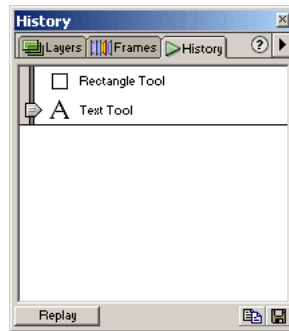 History
Layers Frames History ?
Rectangle Tool
A Text Tool
Replay